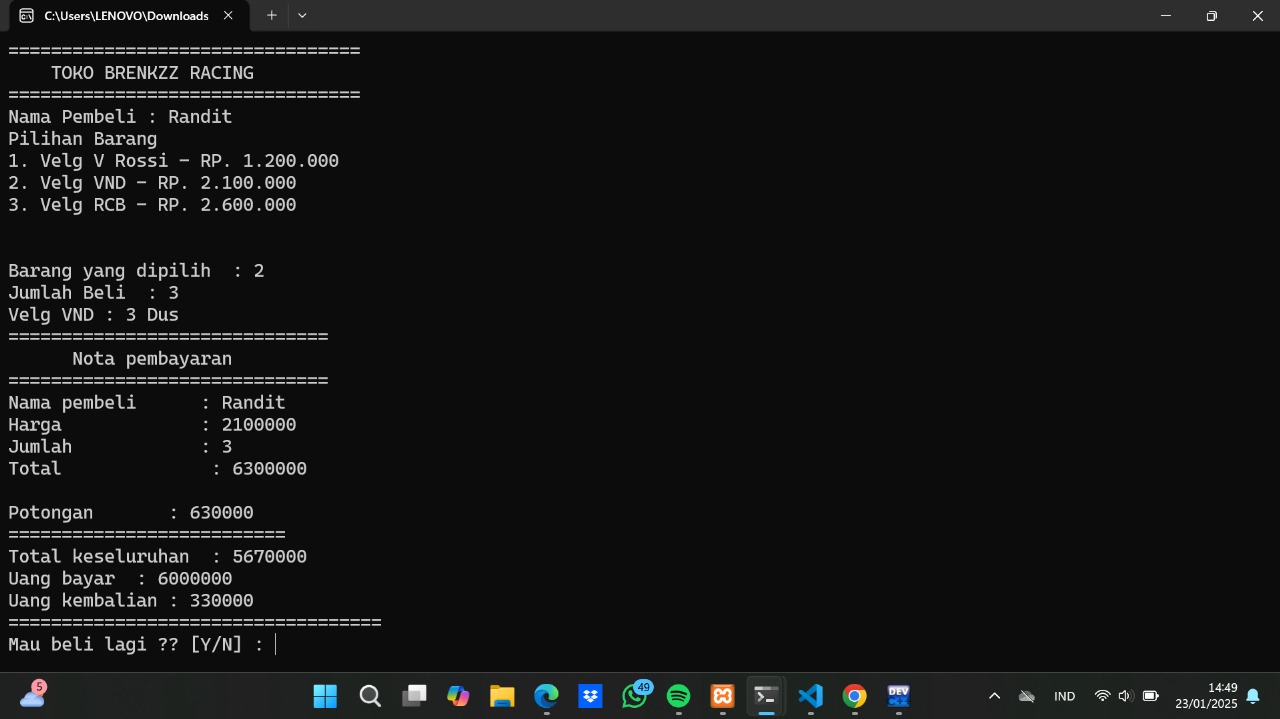 C:\Users\LENOVO\Downloads
=================================
    TOKO BRENKZZ RACING
=================================
Nama Pembeli : Randit
Pilihan Barang
1. Velg V Rossi - RP. 1.200.000
2. Velg VND - RP. 2.100.000
3. Velg RCB - RP. 2.600.000
Barang yang dipilih  : 2
Jumlah Beli  : 3
Velg VND : 3 Dus
==============================
      Nota pembayaran
==============================
Nama pembeli      : Randit
Harga             : 2100000
Jumlah            : 3
Total              : 6300000
Potongan       : 630000
==========================
Total keseluruhan  : 5670000
Uang bayar  : 6000000
Uang kembalian : 330000
===================================
Mau beli lagi ?? [Y/N] :
5
49
DEV
IND
14:49
23/01/2025